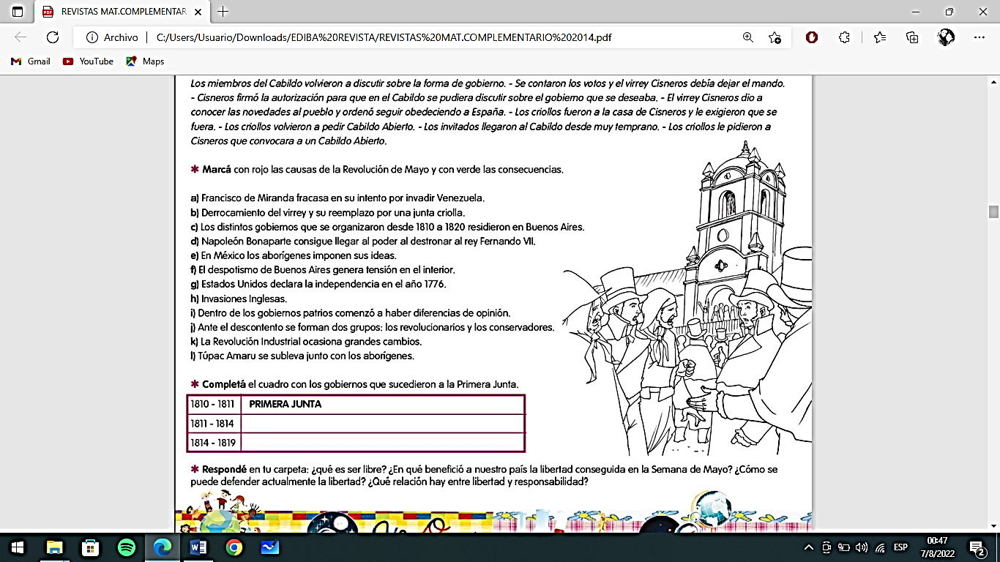 REVISTAS MAT.COMPLEMENTAR
Archivo
C:/Users/Usuario/Downloads/EDIBA%20REVISTA/REVISTAS%20MAT.COMPLEMENTARIO%202014.pdf
Gmail
YouTube
Maps
Los miembros del Cabildo volvieron a discutir sobre la forma de gobierno. - Se contaron los votos y el virrey Cisneros debía dejar el mando.
- Cisneros firmó la autorización para que en el Cabildo se pudiera discutir sobre el gobierno que se deseaba. - El virrey Cisneros dio a
conocer las novedades al pueblo y ordenó seguir obedeciendo a España. - Los criollos fueron a la casa de Cisneros y le exigieron que se
fuera. - Los criollos volvieron a pedir Cabildo Abierto. - Los invitados llegaron al Cabildo desde muy temprano. - Los criollos le pidieron a
Cisneros que convocara a un Cabildo Abierto.
* Marcá con rojo las causas de la Revolución de Mayo y con verde las consecuencias.
a) Francisco de Miranda fracasa en su intento por invadir Venezuela.
b) Derrocamiento del virrey y su reemplazo por una junta criolla.
c) Los distintos gobiernos que se organizaron desde 1810 a 1820 residieron en Buenos Aires.
d) Napoleón Bonaparte consigue llegar al poder al destronar al rey Fernando VII.
e) En México los aborígenes imponen sus ideas.
f) El despotismo de Buenos Aires genera tensión en el interior.
g) Estados Unidos declara la independencia en el año 1776.
h) Invasiones Inglesas.
i) Dentro de los gobiernos patrios comenzó a haber diferencias de opinión.
j) Ante el descontento se forman dos grupos: los revolucionarios y los conservadores.
k) La Revolución Industrial ocasiona grandes cambios.
l) Túpac Amaru se subleva junto con los aborígenes.
* Completá el cuadro con los gobiernos que sucedieron a la Primera Junta.
1810 - 1811 PRIMERA JUNTA
1811 - 1814
1814 - 1819
* Respondé en tu carpeta: ¿qué es ser libre? ¿En qué benefició a nuestro país la libertad conseguida en la Semana de Mayo? ¿Cómo se
puede defender actualmente la libertad? ¿Qué relación hay entre libertad y responsabilidad?
ESP
00:47
7/8/2022
2